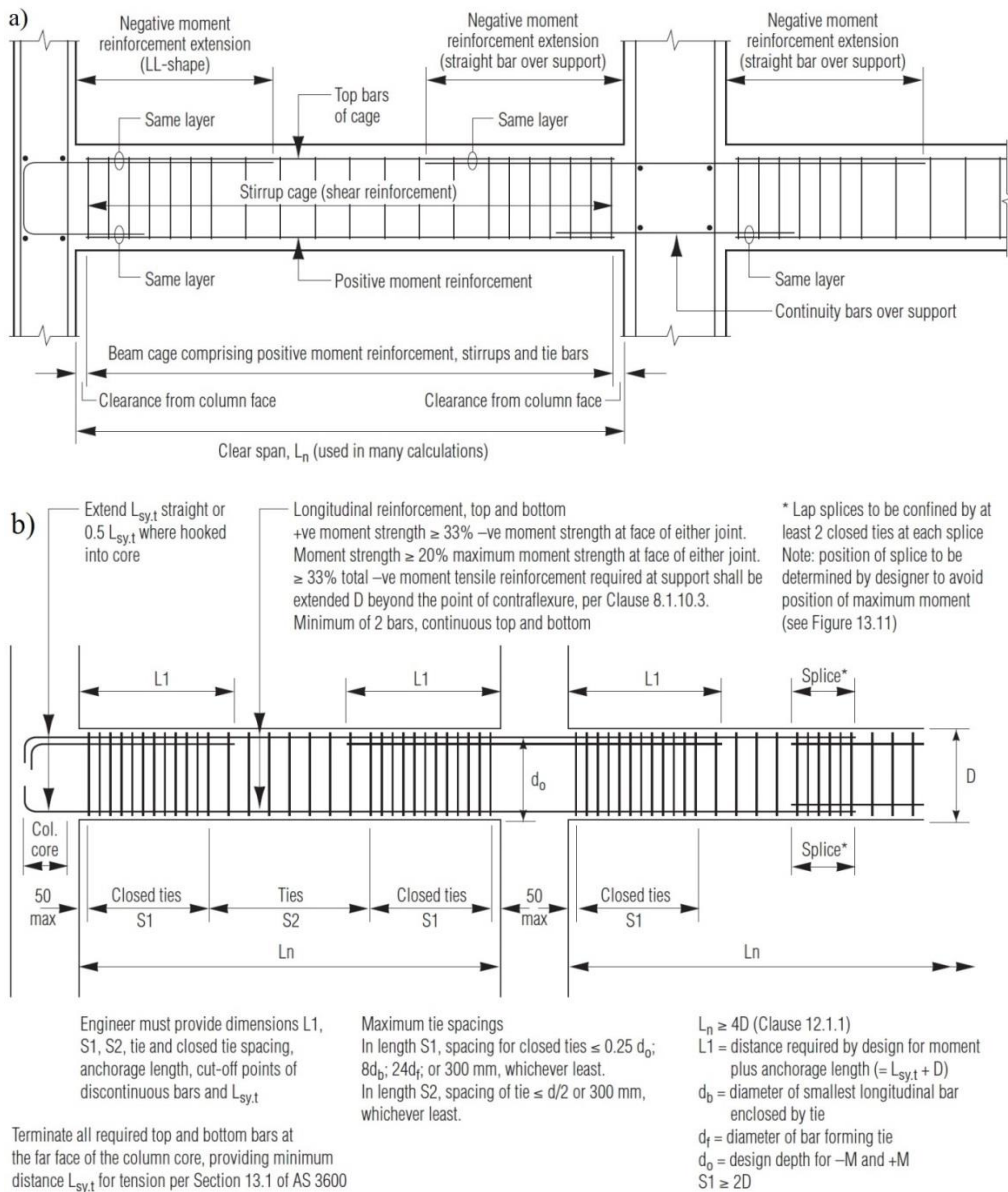 a)
Negative moment
reinforcement extension
(LL-shape)
Negative moment
reinforcement extension
(straight bar over support)
Negative moment
reinforcement extension
(straight bar over support)
Top bars
of cage
Same layer
Same layer
Stirrup cage (shear reinforcement)
Same layer
Positive moment reinforcement
Same layer
Continuity bars over support
Beam cage comprising positive moment reinforcement, stirrups and tie bars
Clearance from column face
Clearance from column face
Clear span, Ln (used in many calculations)
b)
Extend Lsy.t straight or
0.5 Lsy.t where hooked
into core
Longitudinal reinforcement, top and bottom
+ve moment strength ≥ 33% –ve moment strength at face of either joint.
Moment strength ≥ 20% maximum moment strength at face of either joint.
≥ 33% total –ve moment tensile reinforcement required at support shall be
extended D beyond the point of contraflexure, per Clause 8.1.10.3.
Minimum of 2 bars, continuous top and bottom
* Lap splices to be confined by at
least 2 closed ties at each splice
Note: position of splice to be
determined by designer to avoid
position of maximum moment
(see Figure 13.11)
L1
L1
L1
Splice*
do
D
Col.
core
Splice*
50
max
Closed ties
S1
Ties
S2
Closed ties
S1
50
max
Closed ties
S1
Ln
Ln
Engineer must provide dimensions L1,
S1, S2, tie and closed tie spacing,
anchorage length, cut-off points of
discontinuous bars and Lsy.t
Terminate all required top and bottom bars at
the far face of the column core, providing minimum
distance Lsy.t for tension per Section 13.1 of AS 3600
Maximum tie spacings
In length S1, spacing for closed ties ≤ 0.25 do;
8db; 24df; or 300 mm, whichever least.
In length S2, spacing of tie ≤ d/2 or 300 mm,
whichever least.
Ln ≥ 4D (Clause 12.1.1)
L1 = distance required by design for moment
plus anchorage length (= Lsy.t + D)
db = diameter of smallest longitudinal bar
enclosed by tie
df = diameter of bar forming tie
do = design depth for –M and +M
S1 ≥ 2D